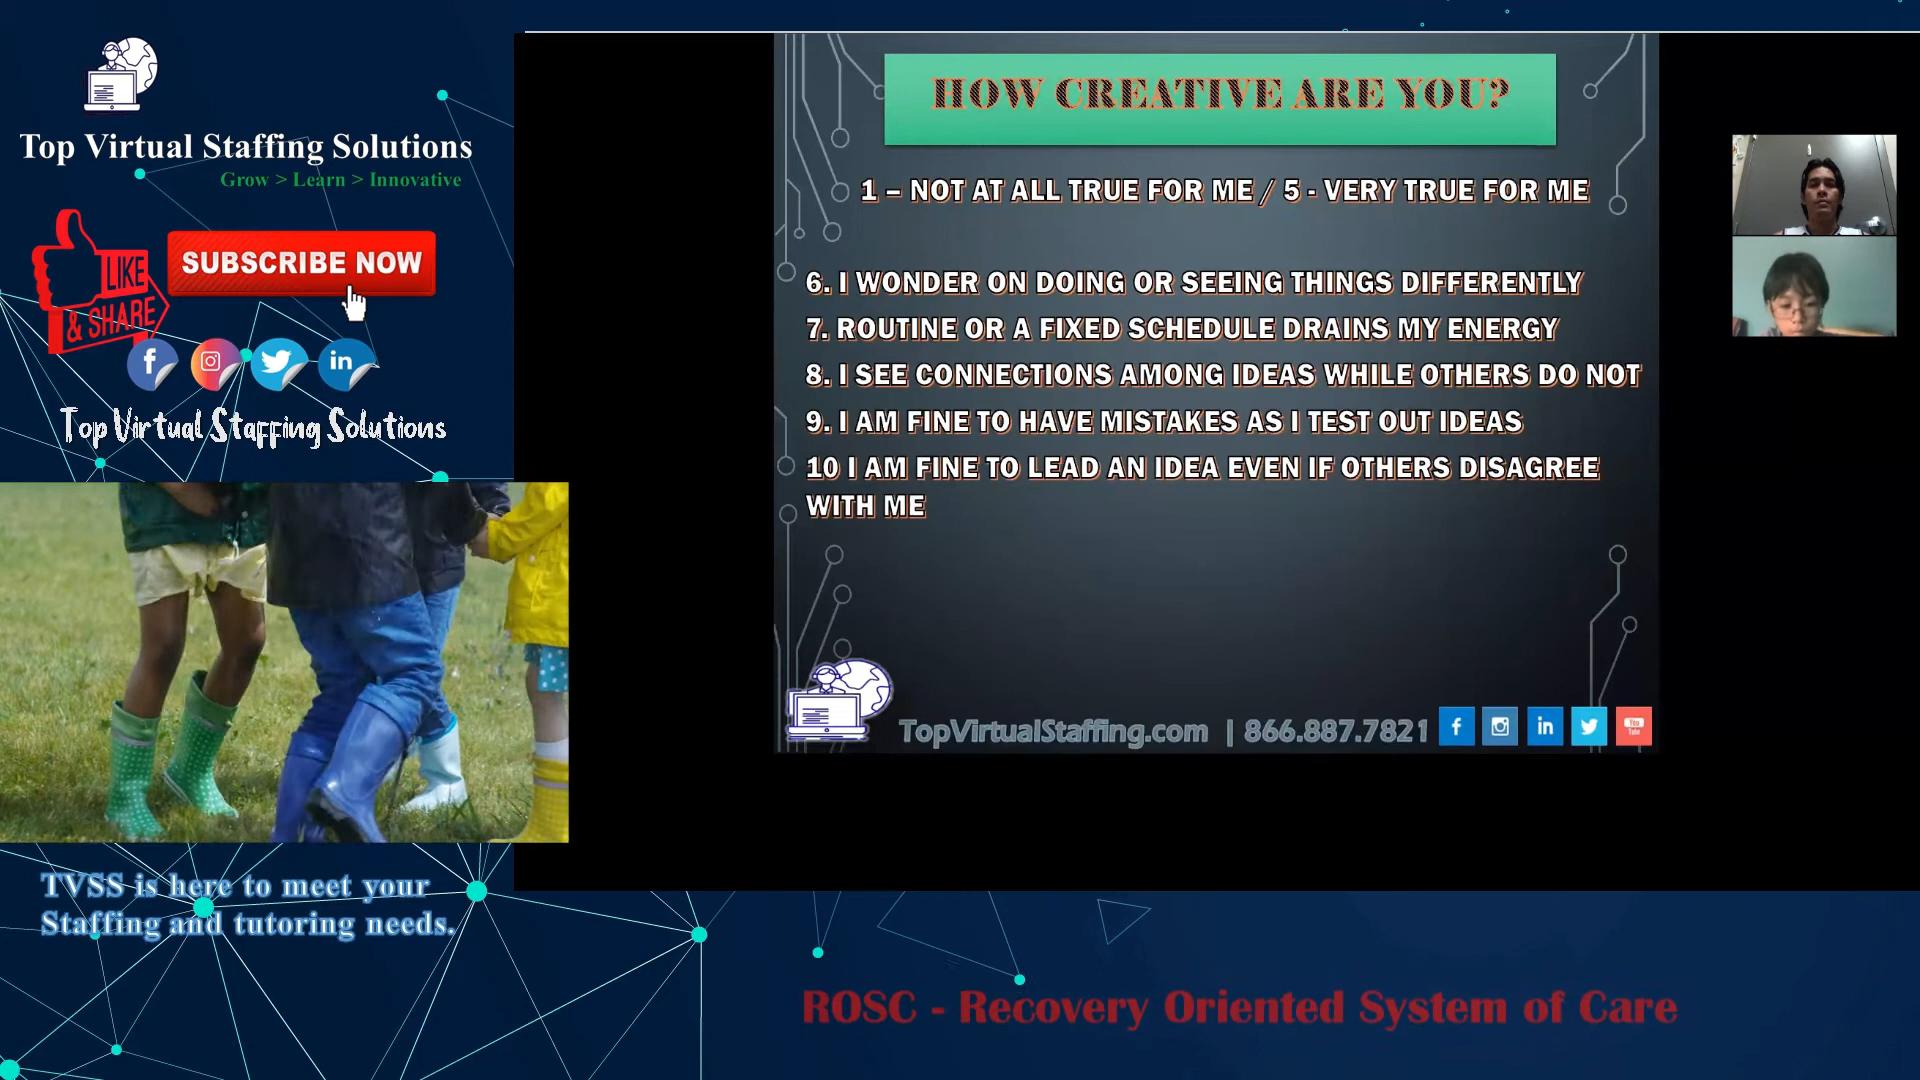 Top Virtual Staffing Solutions
Grow > Learn > Innovative
LIKE
& SHARE
SUBSCRIBE NOW
f
in
Top Virtual Staffing Solutions
TVSS is here to meet your
Staffing and tutoring needs.
HOW CREATIVE ARE YOU?
1 – NOT AT ALL TRUE FOR ME / 5 - VERY TRUE FOR ME
6. I WONDER ON DOING OR SEEING THINGS DIFFERENTLY
7. ROUTINE OR A FIXED SCHEDULE DRAINS MY ENERGY
8. I SEE CONNECTIONS AMONG IDEAS WHILE OTHERS DO NOT
9. I AM FINE TO HAVE MISTAKES AS I TEST OUT IDEAS
10 I AM FINE TO LEAD AN IDEA EVEN IF OTHERS DISAGREE
WITH ME
TopVirtualStaffing.com | 866.887.7821 f in You Tube
ROSC - Recovery Oriented System of Care